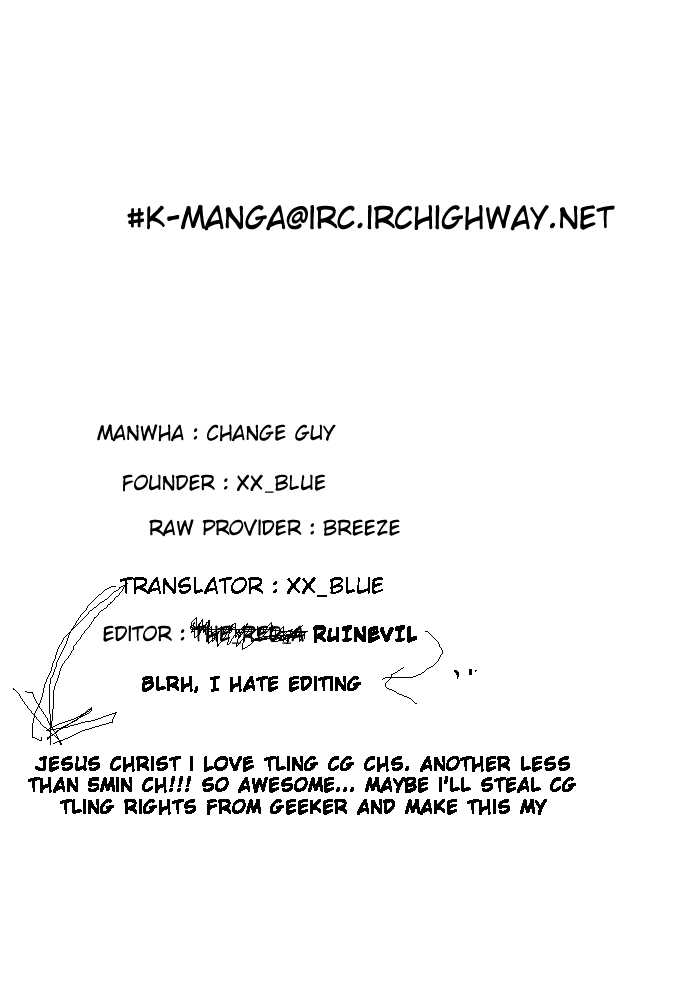 #K-MANGA@IRC.IRCHIGHWAY.NET
MANWHA : CHANGE GUY
FOUNDER : XX_BLUE
RAW PROVIDER : BREEZE
TRANSLATOR : XX_BLUE
EDITOR : RUINEVIL
BLRH, I HATE EDITING
JESUS CHRIST I LOVE TLING CG CHS. ANOTHER LESS
THAN 5MIN CH!!! SO AWESOME... MAYBE I'LL STEAL CG
TLING RIGHTS FROM GEEKER AND MAKE THIS MY